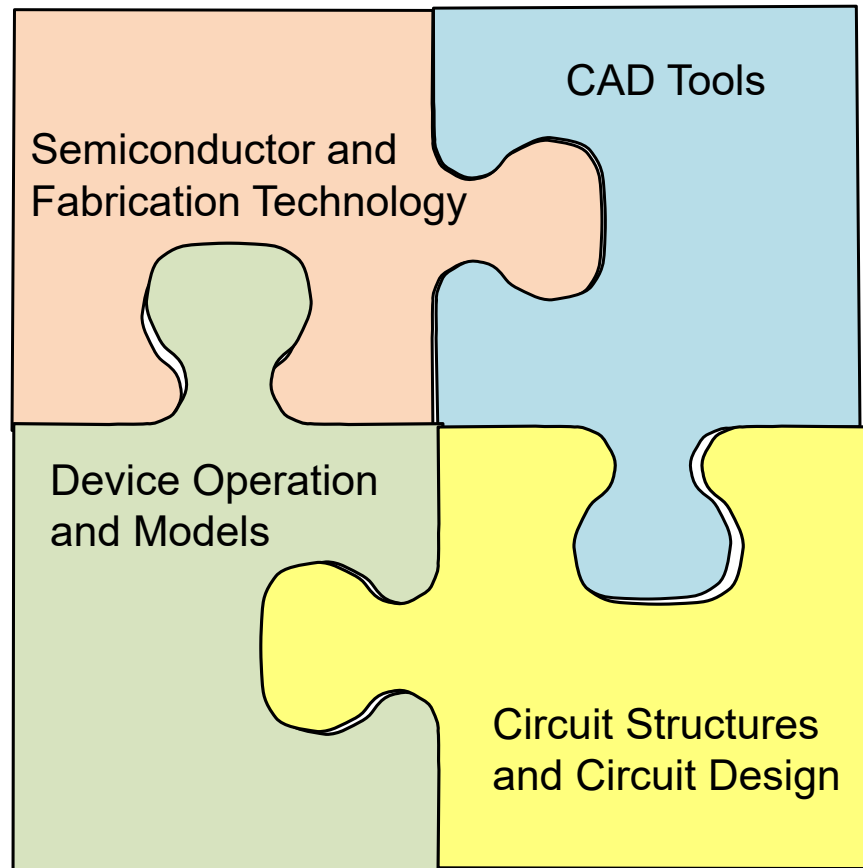 CAD Tools
Semiconductor and
Fabrication Technology
Device Operation
and Models
Circuit Structures
and Circuit Design